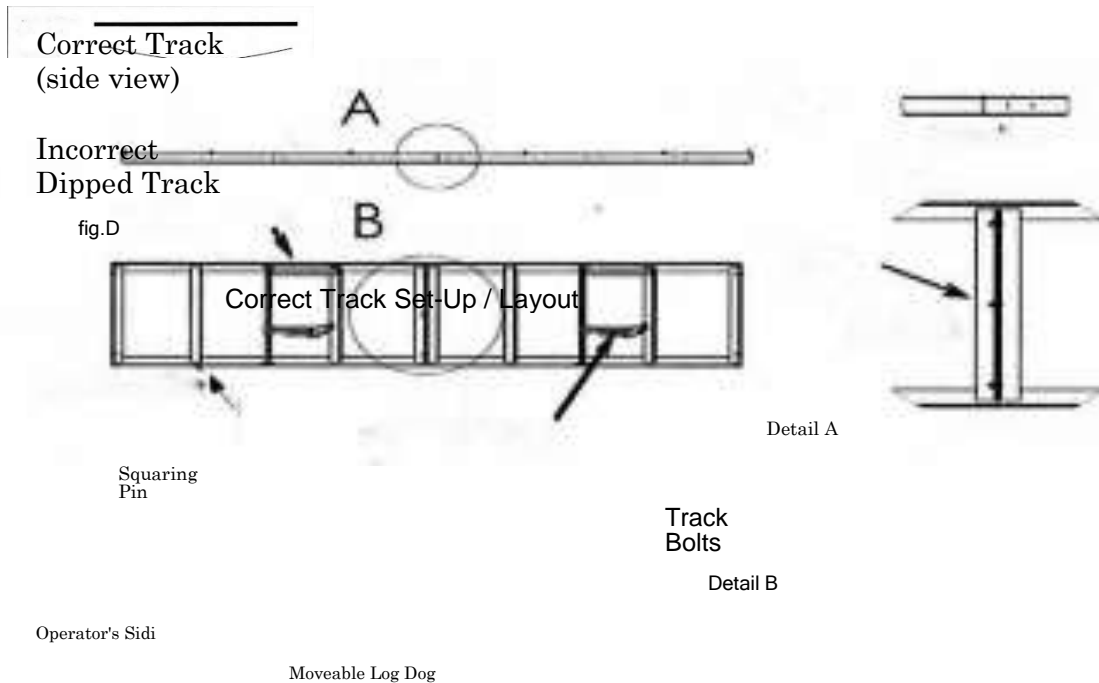 Correct Track
(side view)
A
Incorrect
Dipped Track
fig.D
B
Correct Track Set-Up / Layout
Detail A
Squaring
Pin
Track
Bolts
Detail B
Operator's Sidi
Moveable Log Dog